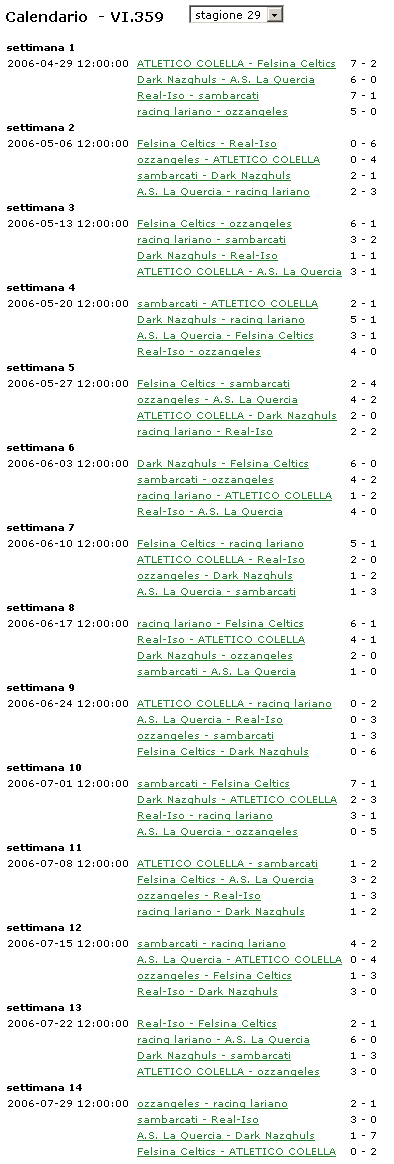 Calendario - VI.359 stagione 29
settimana 1
2006-04-29 12:00:00 ATLETICO COLELLA - Felsina Celtics 7 - 2
Dark Nazghuls - A.S. La Quercia 6 - 0
Real-Iso - sambarcati 7 - 1
racing lariano - ozzangeles 5 - 0
settimana 2
2006-05-06 12:00:00 Felsina Celtics - Real-Iso 0 - 6
ozzangeles - ATLETICO COLELLA 0 - 4
sambarcati - Dark Nazghuls 2 - 1
A.S. La Quercia - racing lariano 2 - 3
settimana 3
2006-05-13 12:00:00 Felsina Celtics - ozzangeles 6 - 1
racing lariano - sambarcati 3 - 2
Dark Nazghuls - Real-Iso 1 - 1
ATLETICO COLELLA - A.S. La Quercia 3 - 1
settimana 4
2006-05-20 12:00:00 sambarcati - ATLETICO COLELLA 2 - 1
Dark Nazghuls - racing lariano 5 - 1
A.S. La Quercia - Felsina Celtics 3 - 1
Real-Iso - ozzangeles 4 - 0
settimana 5
2006-05-27 12:00:00 Felsina Celtics - sambarcati 2 - 4
ozzangeles - A.S. La Quercia 4 - 2
ATLETICO COLELLA - Dark Nazghuls 2 - 0
racing lariano - Real-Iso 2 - 2
settimana 6
2006-06-03 12:00:00 Dark Nazghuls - Felsina Celtics 6 - 0
sambarcati - ozzangeles 4 - 2
racing lariano - ATLETICO COLELLA 1 - 2
Real-Iso - A.S. La Quercia 4 - 0
settimana 7
2006-06-10 12:00:00 Felsina Celtics - racing lariano 5 - 1
ATLETICO COLELLA - Real-Iso 2 - 0
ozzangeles - Dark Nazghuls 1 - 2
A.S. La Quercia - sambarcati 1 - 3
settimana 8
2006-06-17 12:00:00 racing lariano - Felsina Celtics 6 - 1
Real-Iso - ATLETICO COLELLA 4 - 1
Dark Nazghuls - ozzangeles 2 - 0
sambarcati - A.S. La Quercia 1 - 0
settimana 9
2006-06-24 12:00:00 ATLETICO COLELLA - racing lariano 0 - 2
A.S. La Quercia - Real-Iso 0 - 3
ozzangeles - sambarcati 1 - 3
Felsina Celtics - Dark Nazghuls 0 - 6
settimana 10
2006-07-01 12:00:00 sambarcati - Felsina Celtics 7 - 1
Dark Nazghuls - ATLETICO COLELLA 2 - 3
Real-Iso - racing lariano 3 - 1
A.S. La Quercia - ozzangeles 0 - 5
settimana 11
2006-07-08 12:00:00 ATLETICO COLELLA - sambarcati 1 - 2
Felsina Celtics - A.S. La Quercia 3 - 2
ozzangeles - Real-Iso 1 - 3
racing lariano - Dark Nazghuls 1 - 2
settimana 12
2006-07-15 12:00:00 sambarcati - racing lariano 4 - 2
A.S. La Quercia - ATLETICO COLELLA 0 - 4
ozzangeles - Felsina Celtics 1 - 3
Real-Iso - Dark Nazghuls 3 - 0
settimana 13
2006-07-22 12:00:00 Real-Iso - Felsina Celtics 2 - 1
racing lariano - A.S. La Quercia 6 - 0
Dark Nazghuls - sambarcati 1 - 3
ATLETICO COLELLA - ozzangeles 3 - 0
settimana 14
2006-07-29 12:00:00 ozzangeles - racing lariano 2 - 1
sambarcati - Real-Iso 3 - 0
A.S. La Quercia - Dark Nazghuls 1 - 7
Felsina Celtics - ATLETICO COLELLA 0 - 2